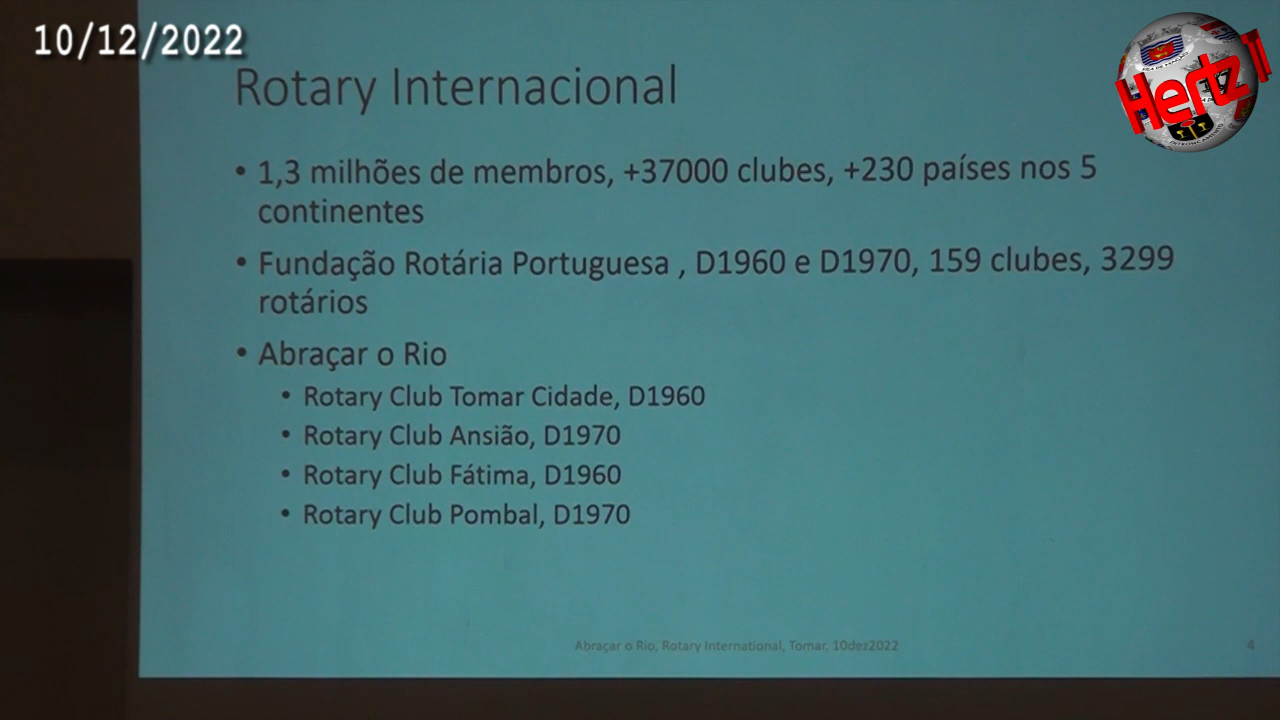 10/12/2022
Hertz
Rotary Internacional
• 1,3 milhões de membros, +37000 clubes, +230 países nos 5
continentes
• Fundação Rotária Portuguesa , D1960 e D1970, 159 clubes, 3299
rotários
• Abraçar o Rio
• Rotary Club Tomar Cidade, D1960
• Rotary Club Ansião, D1970
• Rotary Club Fátima, D1960
• Rotary Club Pombal, D1970
Abraçar o Rio, Rotary International, Tomar, 10dez2022
4